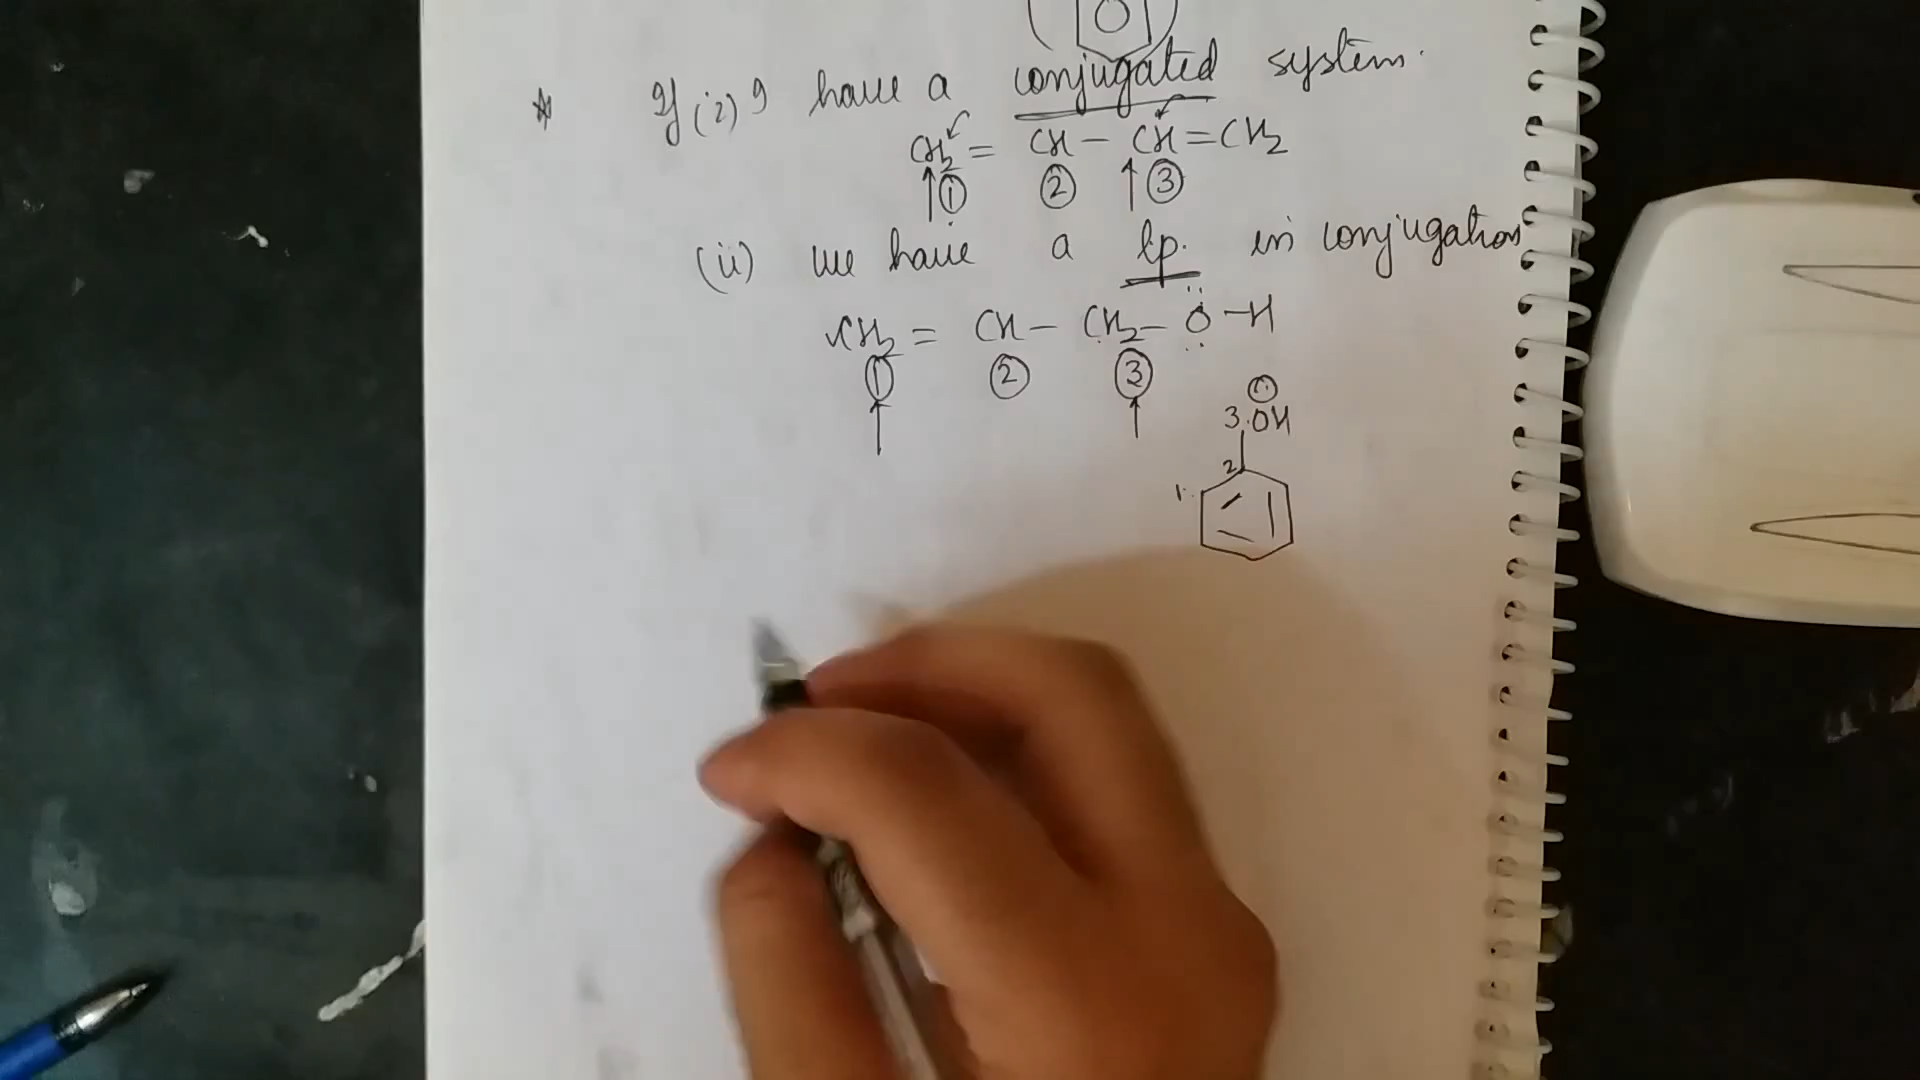 If (i) I have a conjugated system.
CH2 = CH - CH = CH2
① ② ③
(ii) we have a lp. in conjugation
CH2 = CH - CH2 - O - H
① ② ③
3. OH
2
1.